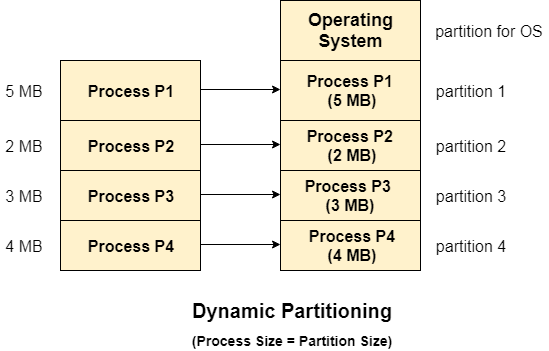 Operating
System
partition for OS
5 MB
Process P1
Process P1
(5 MB)
partition 1
2 MB
Process P2
Process P2
(2 MB)
partition 2
3 MB
Process P3
Process P3
(3 MB)
partition 3
4 MB
Process P4
Process P4
(4 MB)
partition 4
Dynamic Partitioning
(Process Size = Partition Size)